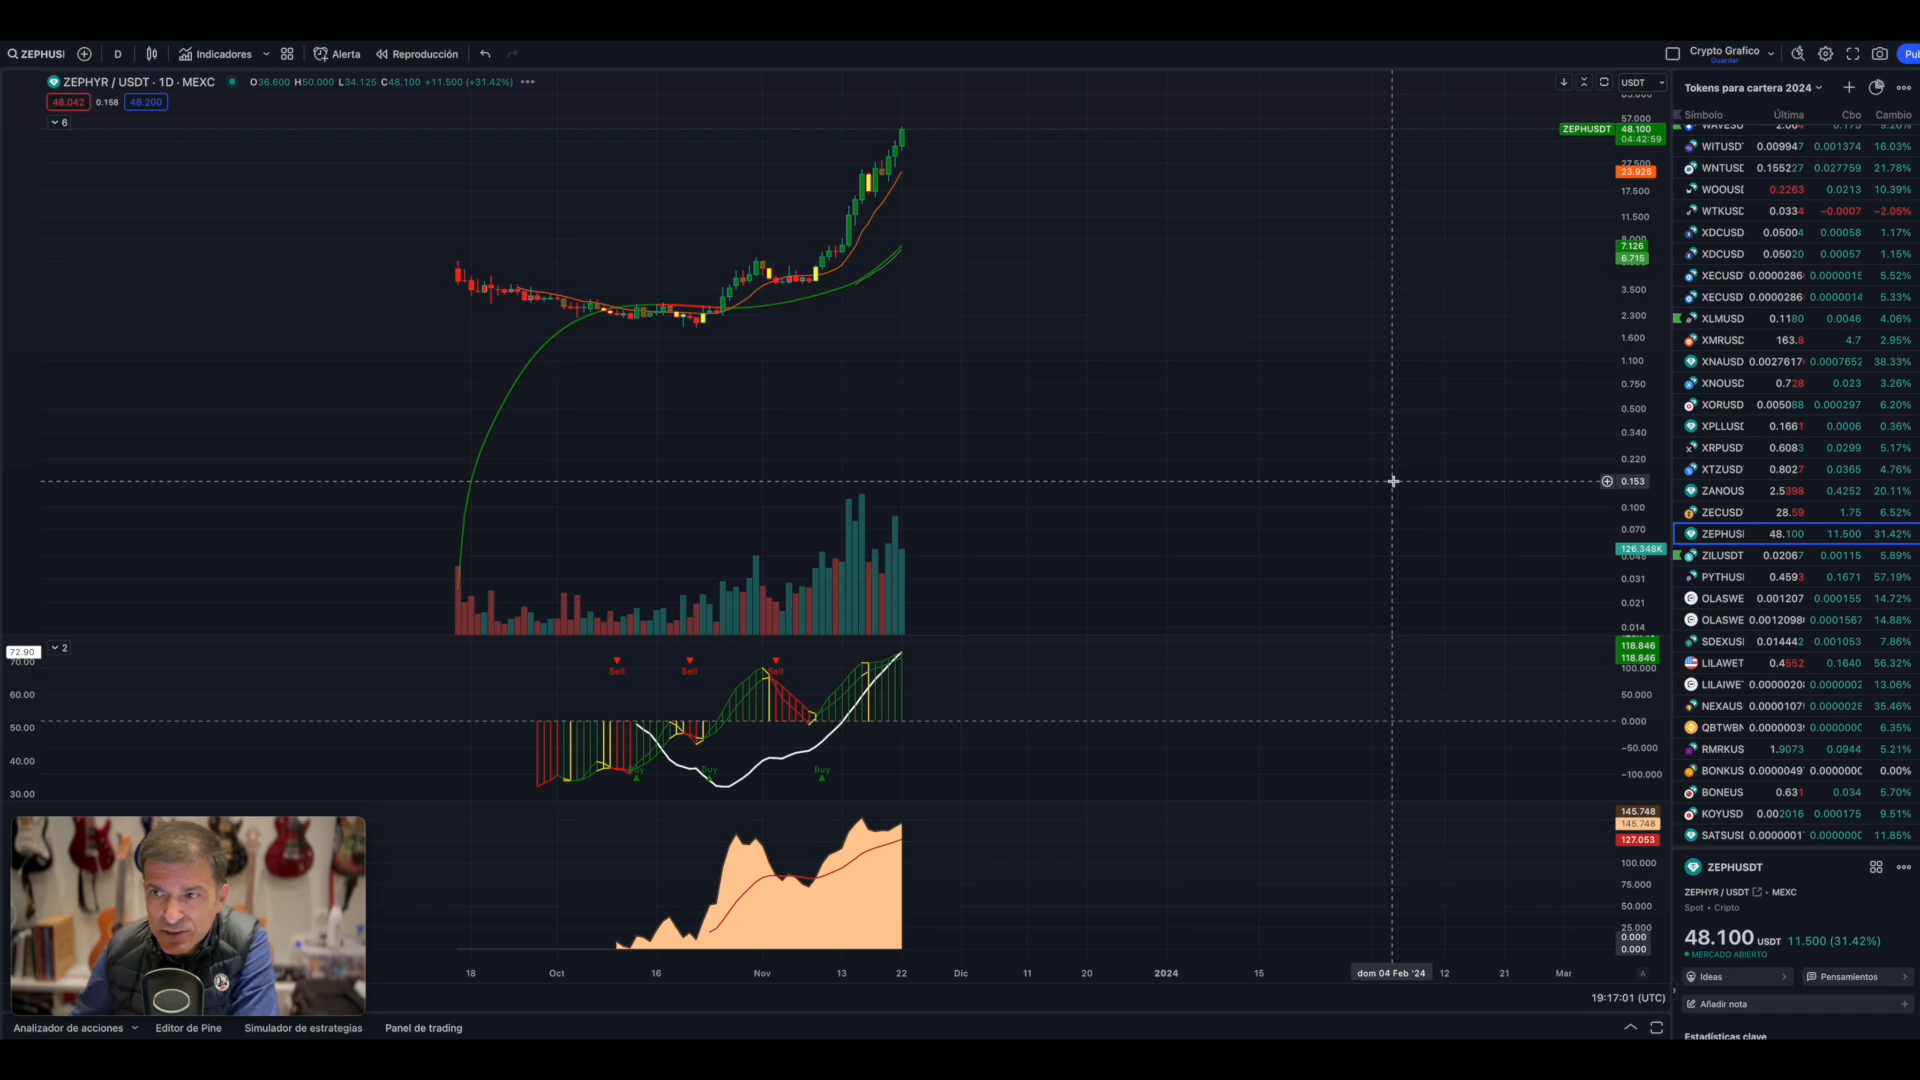 ZEPHUSI
D
Indicadores
Alerta
Reproducción
Crypto Grafico
Guardar
ZEPHYR / USDT · 1D · MEXC
O36.600 H50.000 L34.125 C48.100 +11.500 (+31.42%)
48.042 0.158 48.200
6
USDT
57.000
ZEPHUSDT 48.100
04:42:59
27.500
23.925
17.500
11.500
8.000
7.126
6.715
3.500
2.300
1.600
1.100
0.750
0.500
0.340
0.220
0.153
0.100
0.070
126.348K
0.045
0.031
0.021
0.014
2
72.90
70.00
60.00
50.00
40.00
30.00
Sell
Sell
Sell
Buy
Buy
118.846
118.846
100.000
50.000
0.000
−50.000
−100.000
145.748
145.748
127.053
100.000
75.000
50.000
25.000
0.000
0.000
18 Oct 16 Nov 13 22 Dic 11 20 2024 15 dom 04 Feb '24 12 21 Mar
A
19:17:01 (UTC)
Analizador de acciones
Editor de Pine
Simulador de estrategias
Panel de trading
Tokens para cartera 2024
Símbolo Última Cbo Cambio
WITUSD 0.009947 0.001374 16.03%
WNTUSD 0.155227 0.027759 21.78%
WOOUSI 0.2263 0.0213 10.39%
WTKUSD 0.0334 −0.0007 −2.05%
XDCUSD 0.05004 0.00058 1.17%
XDCUSD 0.05020 0.00057 1.15%
XECUSD 0.0000286 0.0000015 5.52%
XECUSD 0.0000286 0.0000014 5.33%
XLMUSD 0.1180 0.0046 4.06%
XMRUSD 163.8 4.7 2.95%
XNAUSD 0.0027617 0.0007652 38.33%
XNOUSD 0.728 0.023 3.26%
XORUSD 0.005088 0.000297 6.20%
XPLLUSI 0.1661 0.0006 0.36%
XRPUSD 0.6083 0.0299 5.17%
XTZUSD 0.8027 0.0365 4.76%
ZANOUS 2.5398 0.4252 20.11%
ZECUSD 28.59 1.75 6.52%
ZEPHUSI 48.100 11.500 31.42%
ZILUSDT 0.02067 0.00115 5.89%
PYTHUSI 0.4593 0.1671 57.19%
OLASWE 0.001207 0.000155 14.72%
OLASWE 0.0012098 0.0001567 14.88%
SDEXUSI 0.014442 0.001053 7.86%
LILAWET 0.4552 0.1640 56.32%
LILAIWE 0.0000020 0.0000002 13.06%
NEXAUS 0.0000107 0.0000028 35.46%
QBTWBN 0.0000039 0.000000 6.35%
RMRKUS 1.9073 0.0944 5.21%
BONKUS 0.0000049 0.000000 0.00%
BONEUS 0.631 0.034 5.70%
KOYUSD 0.002016 0.000175 9.51%
SATSUSI 0.0000001 0.000000 11.85%
ZEPHUSDT
ZEPHYR / USDT · MEXC
Spot • Cripto
48.100 USDT 11.500 (31.42%)
MERCADO ABIERTO
Ideas
Pensamientos
Añadir nota
Estadísticas clave